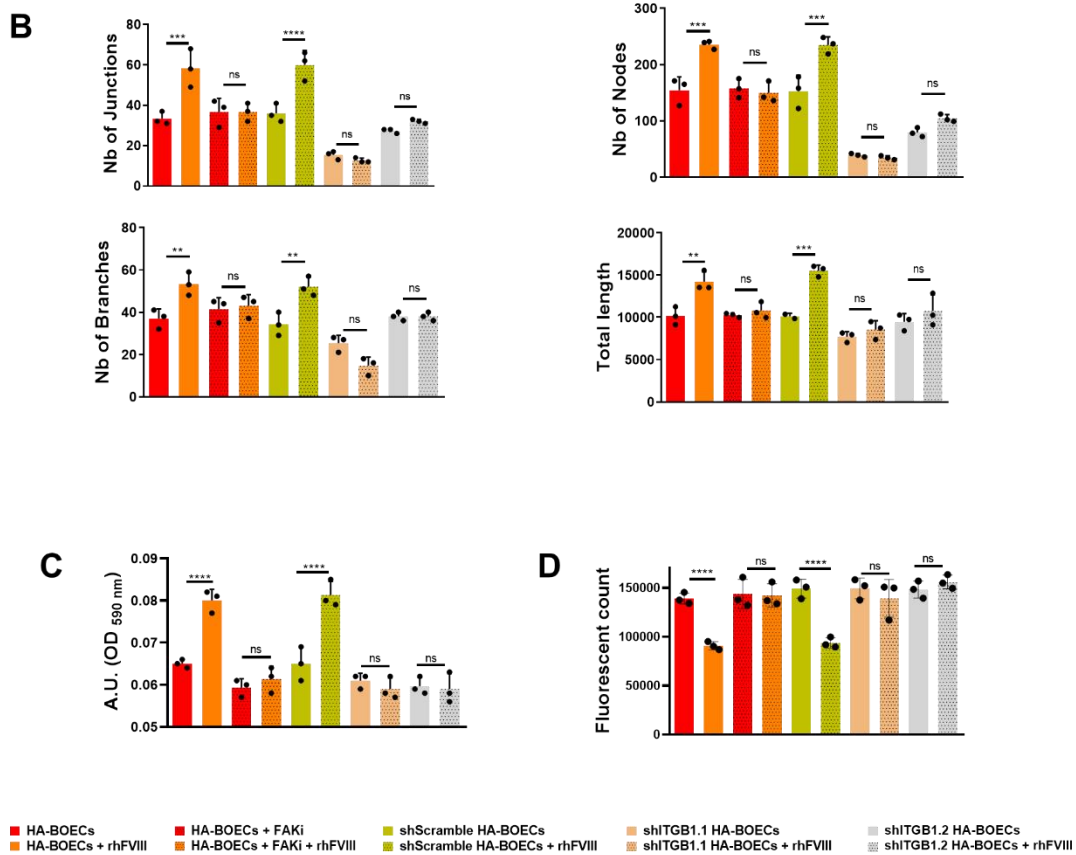 B
Nb of Junctions
80
60
40
20
0
***
ns
****
ns
ns
Nb of Nodes
300
200
100
0
***
ns
***
ns
ns
Nb of Branches
80
60
40
20
0
**
ns
**
ns
ns
Total length
20000
15000
10000
5000
0
**
ns
***
ns
ns
C
A.U. (OD 590 nm)
0.09
0.08
0.07
0.06
0.05
****
ns
****
ns
ns
D
Fluorescent count
150000
100000
50000
0
****
ns
****
ns
ns
HA-BOECs
HA-BOECs + rhFVIII
HA-BOECs + FAKi
HA-BOECs + FAKi + rhFVIII
shScramble HA-BOECs
shScramble HA-BOECs + rhFVIII
shITGB1.1 HA-BOECs
shITGB1.1 HA-BOECs + rhFVIII
shITGB1.2 HA-BOECs
shITGB1.2 HA-BOECs + rhFVIII